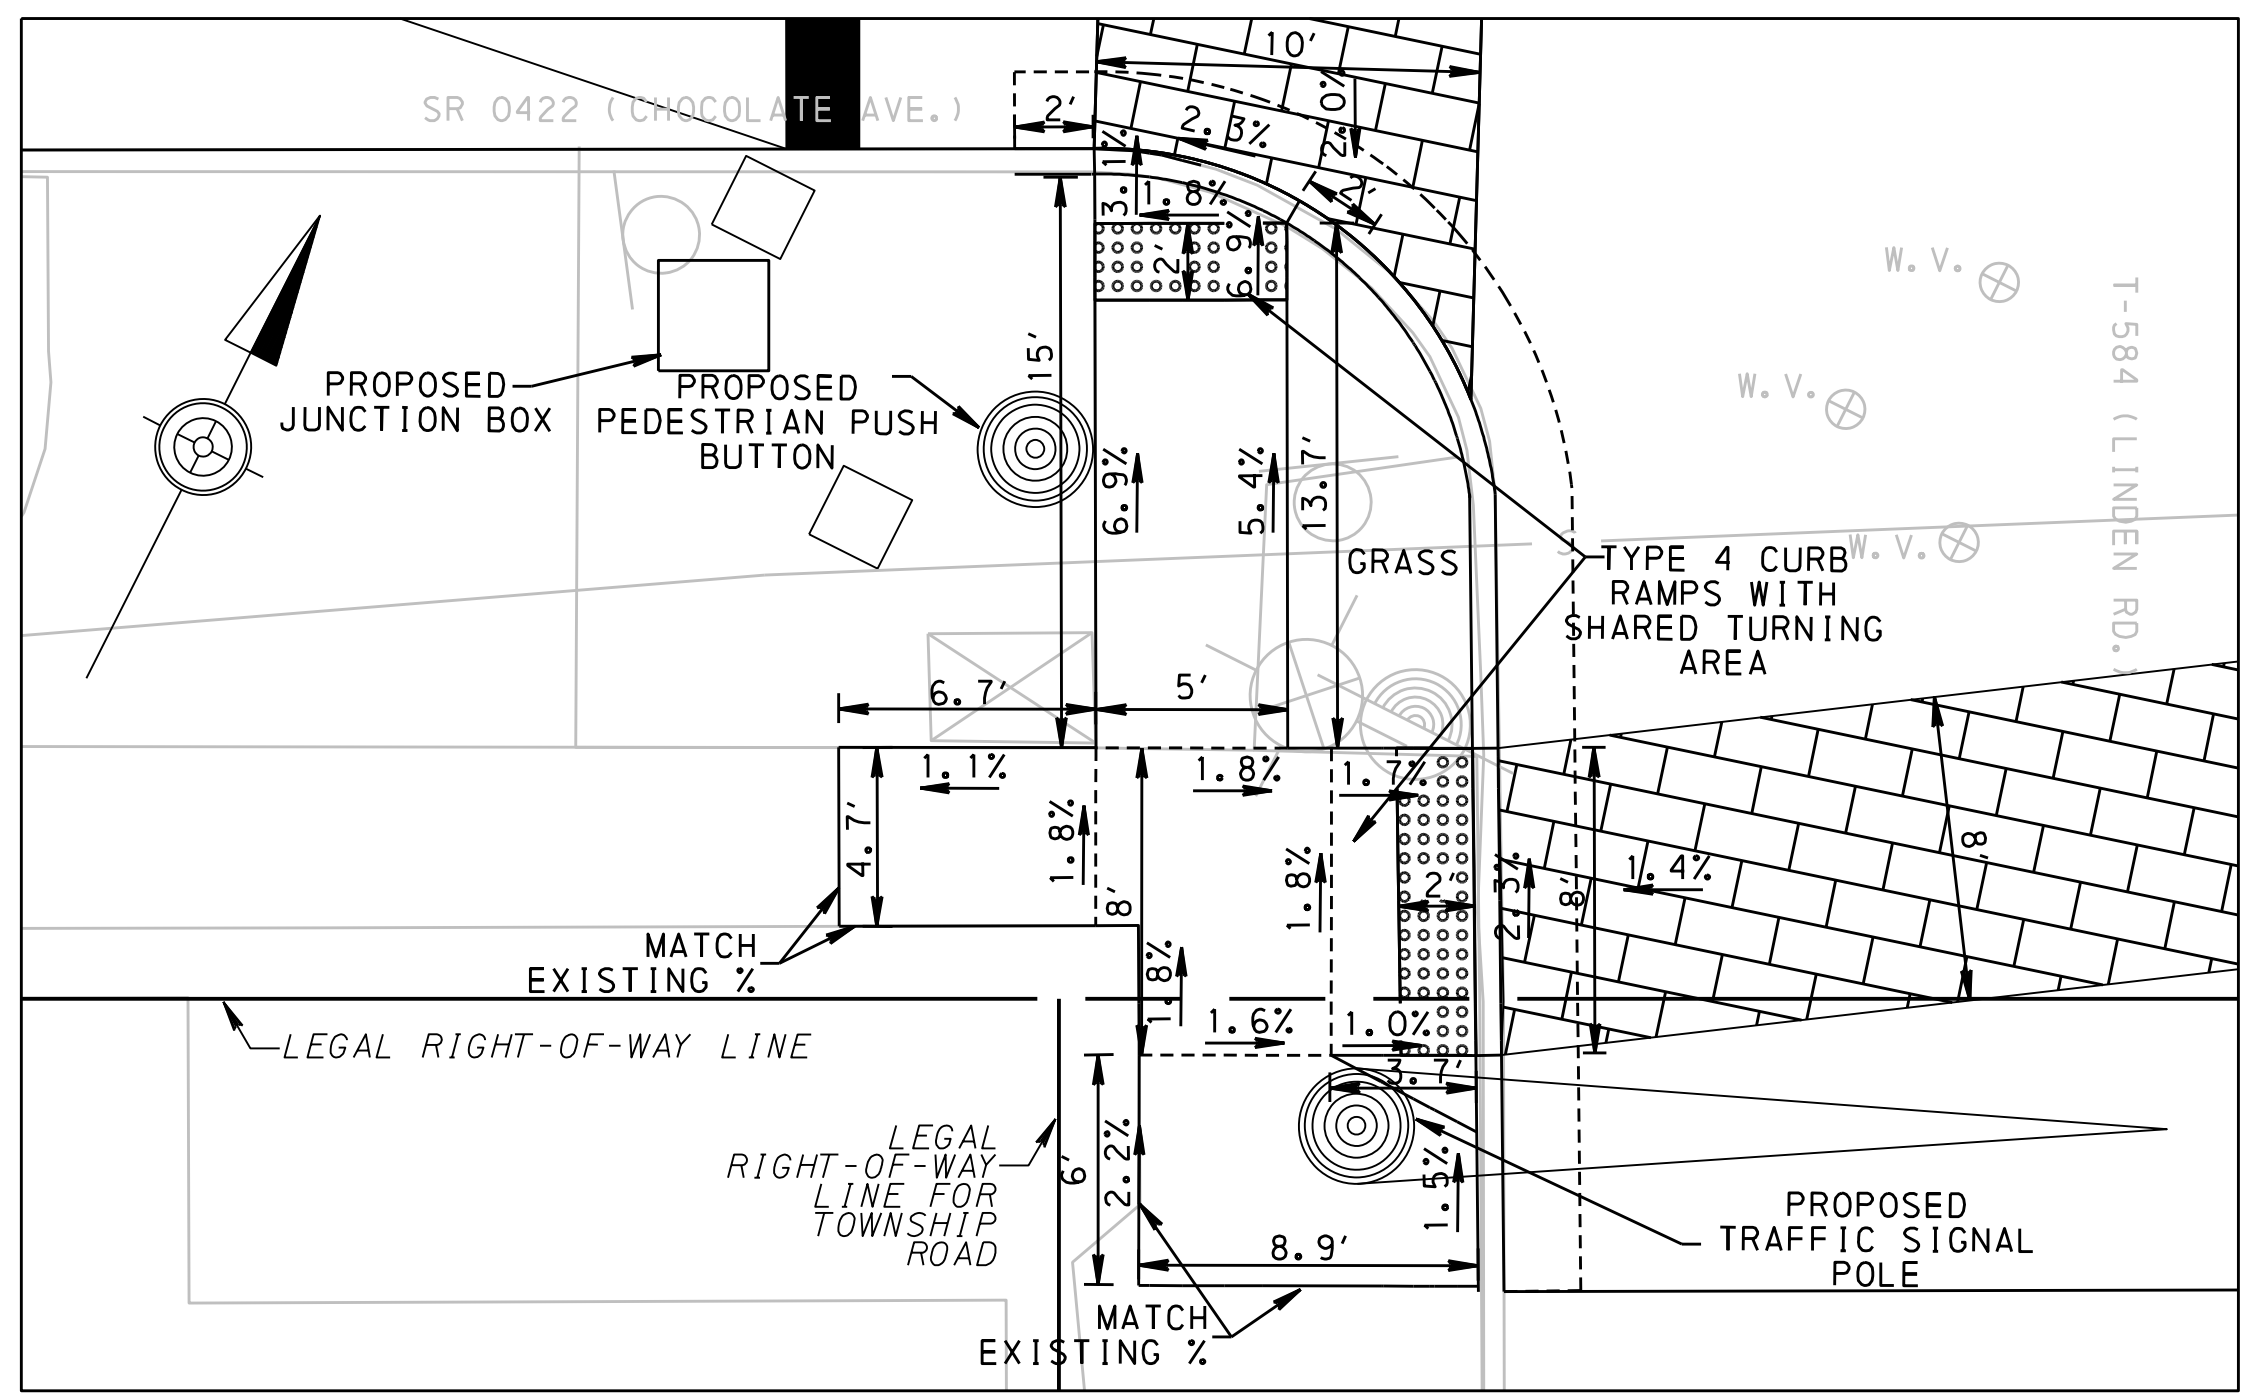 10'
SR 0422 (CHOCOLATE AVE.)
2'
2.3%
2.0%
3.1%
1.8%
2'
2'
6.9%
W.V.
T-584 (LINDEN RD.)
15'
PROPOSED
JUNCTION BOX
PROPOSED
PEDESTRIAN PUSH
BUTTON
W.V.
6.9%
5.4%
13.7'
GRASS
S
W.V.
TYPE 4 CURB
RAMPS WITH
SHARED TURNING
AREA
6.7'
5'
1.1%
1.8%
1.7%
4.7'
1.8%
8'
1.8%
2'
2.3%
8'
1.4%
8'
MATCH
EXISTING %
1.8%
1.6%
1.0%
LEGAL RIGHT-OF-WAY LINE
3.7'
LEGAL
RIGHT-OF-WAY
LINE FOR
TOWNSHIP
ROAD
6'
2.2%
1.5%
8.9'
PROPOSED
TRAFFIC SIGNAL
POLE
MATCH
EXISTING %